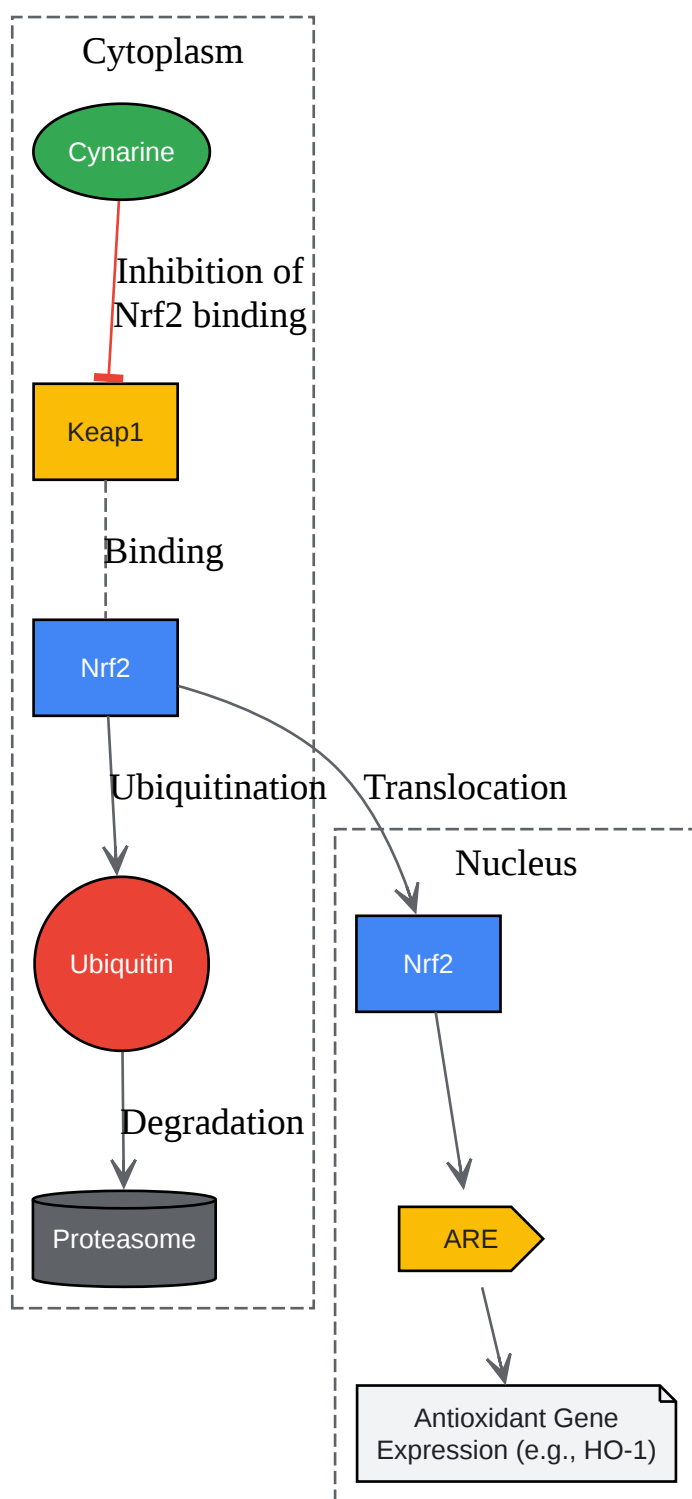 Cytoplasm
Cynarine
Inhibition of
Nrf2 binding
Keap1
Binding
Nrf2
Ubiquitination
Translocation
Nucleus
Ubiquitin
Nrf2
Degradation
Proteasome
ARE
Antioxidant Gene
Expression (e.g., HO-1)